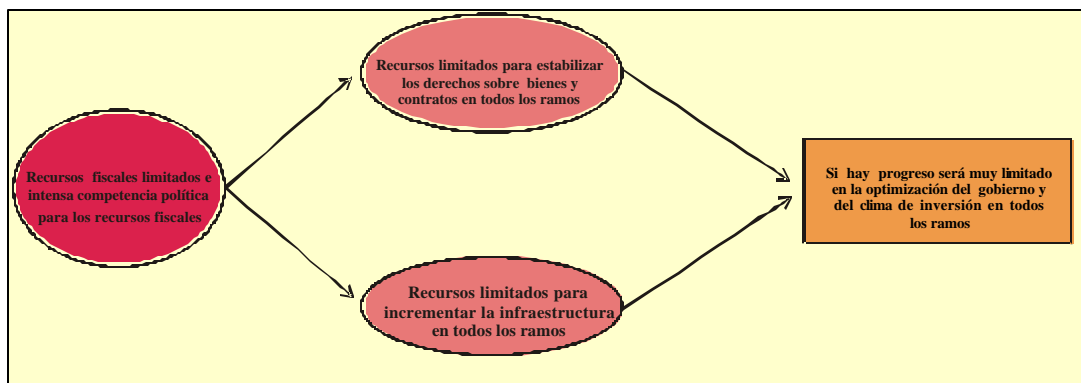 Recursos fiscales limitados e
intensa competencia política
para los recursos fiscales
Recursos limitados para estabilizar
los derechos sobre bienes y
contratos en todos los ramos
Recursos limitados para
incrementar la infraestructura
en todos los ramos
Si hay progreso será muy limitado
en la optimización del gobierno y
del clima de inversión en todos
los ramos